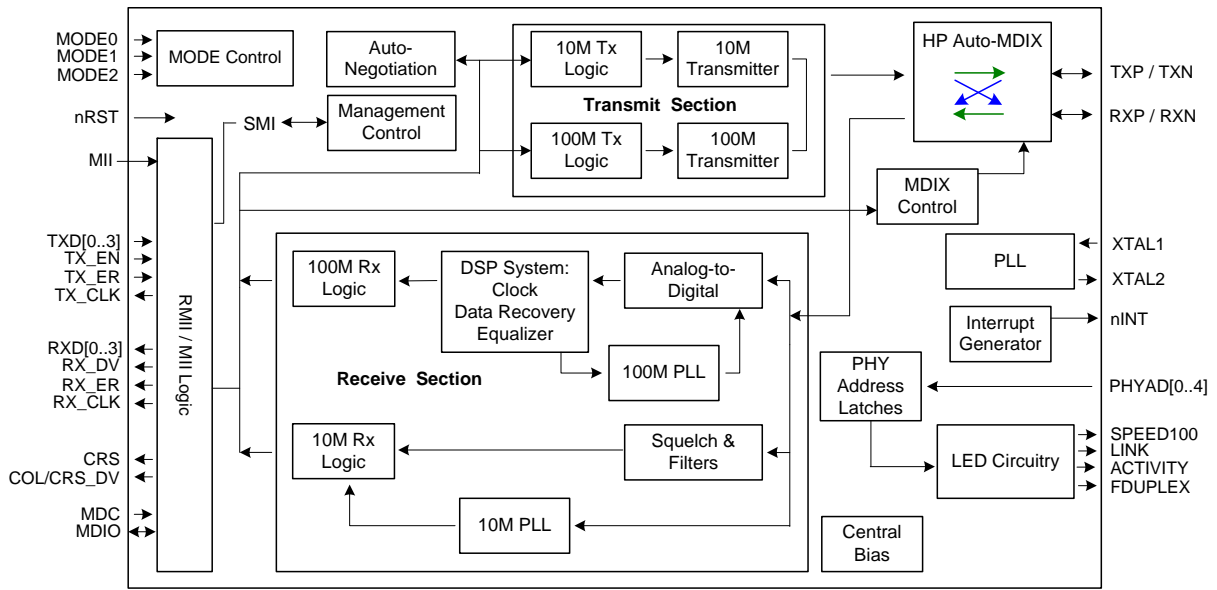 MODE0
MODE1
MODE2
MODE Control
Auto-
Negotiation
nRST
SMI
Management
Control
MII
RMII / MII Logic
TXD[0..3]
TX_EN
TX_ER
TX_CLK
RXD[0..3]
RX_DV
RX_ER
RX_CLK
CRS
COL/CRS_DV
MDC
MDIO
10M Tx
Logic
10M
Transmitter
Transmit Section
100M Tx
Logic
100M
Transmitter
HP Auto-MDIX
TXP / TXN
RXP / RXN
MDIX
Control
100M Rx
Logic
DSP System:
Clock
Data Recovery
Equalizer
Analog-to-
Digital
100M PLL
Receive Section
10M Rx
Logic
Squelch &
Filters
10M PLL
PLL
XTAL1
XTAL2
Interrupt
Generator
nINT
PHY
Address
Latches
PHYAD[0..4]
LED Circuitry
SPEED100
LINK
ACTIVITY
FDUPLEX
Central
Bias